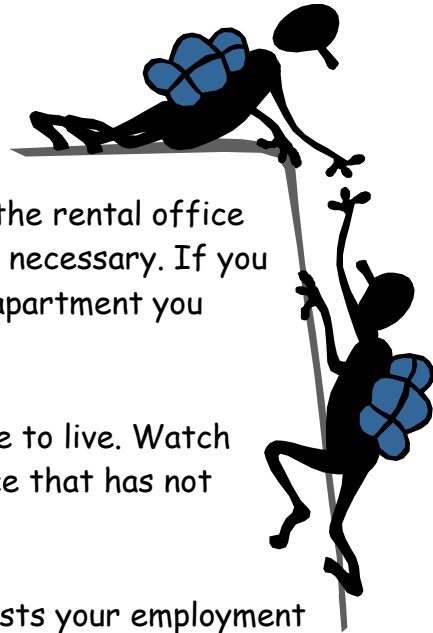 the rental office
necessary. If you
apartment you
e to live. Watch
e that has not
sts your employment